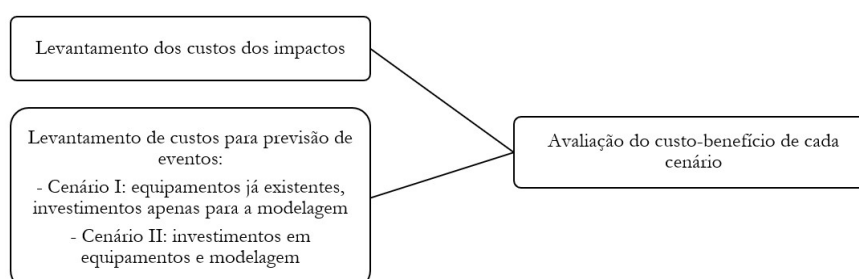 Levantamento dos custos dos impactos
Levantamento de custos para previsão de
eventos:
- Cenário I: equipamentos já existentes,
investimentos apenas para a modelagem
- Cenário II: investimentos em
equipamentos e modelagem
Avaliação do custo-benefício de cada
cenário